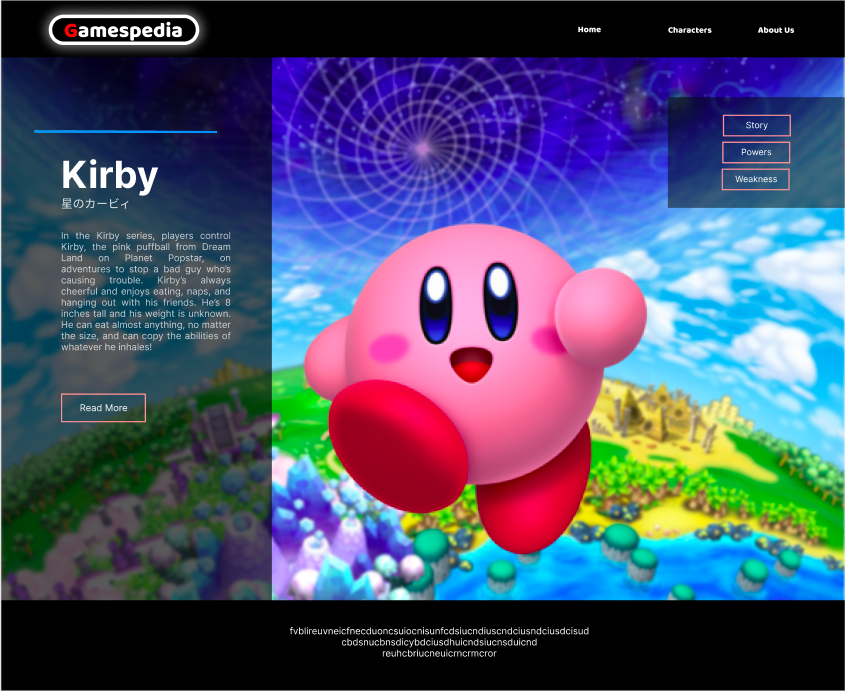 Gamespedia
Home
Characters
About Us
Story
Powers
Weakness
Kirby
星のカービィ
In the Kirby series, players control
Kirby, the pink puffball from Dream
Land on Planet Popstar, on
adventures to stop a bad guy who's
causing trouble. Kirby's always
cheerful and enjoys eating, naps, and
hanging out with his friends. He's 8
inches tall and his weight is unknown.
He can eat almost anything, no matter
the size, and can copy the abilities of
whatever he inhales!
Read More
fvblireuvneicfnecduoncsuiocnisunfcdsiucndiuscndciusndciusdcisud
cbdsnucbnsdicybdciusdhuicndsiucnsduicnd
reuhcbriucneuicrncrmcror